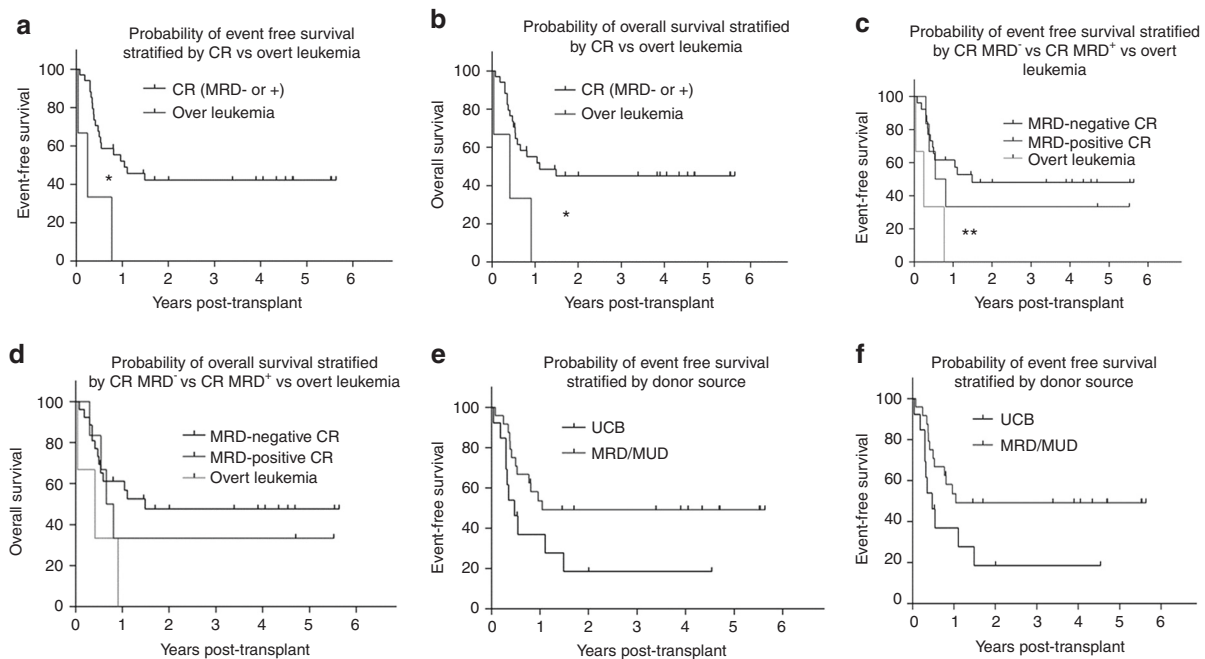 a
Probability of event free survival
stratified by CR vs overt leukemia
100
80
60
40
20
0
Event-free survival
CR (MRD- or +)
Over leukemia
*
0 1 2 3 4 5 6
Years post-transplant
b
Probability of overall survival stratified
by CR vs overt leukemia
100
80
60
40
20
0
Overall survival
CR (MRD- or +)
Over leukemia
*
0 1 2 3 4 5 6
Years post-transplant
c
Probability of event free survival stratified
by CR MRD⁻ vs CR MRD⁺ vs overt
leukemia
100
80
60
40
20
0
Event-free survival
MRD-negative CR
MRD-positive CR
Overt leukemia
**
0 1 2 3 4 5 6
Years post-transplant
d
Probability of overall survival stratified
by CR MRD⁻ vs CR MRD⁺ vs overt leukemia
100
80
60
40
20
0
Overall survival
MRD-negative CR
MRD-positive CR
Overt leukemia
0 1 2 3 4 5 6
Years post-transplant
e
Probability of event free survival
stratified by donor source
100
80
60
40
20
0
Event-free survival
UCB
MRD/MUD
0 1 2 3 4 5 6
Years post-transplant
f
Probability of event free survival
stratified by donor source
100
80
60
40
20
0
Event-free survival
UCB
MRD/MUD
0 1 2 3 4 5 6
Years post-transplant